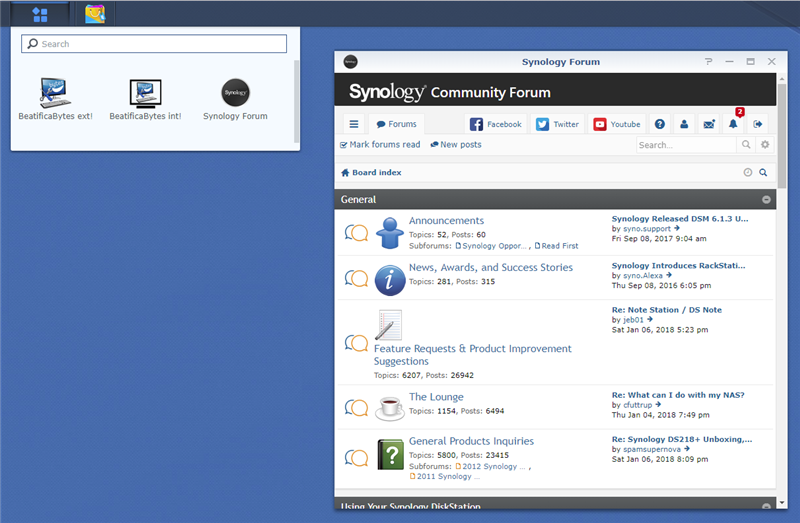 Search
BeatificaBytes ext!
BeatificaBytes int!
Synology Forum
Synology Forum
Synology® Community Forum
Forums
Facebook
Twitter
Youtube
2
Mark forums read
New posts
Search...
Board index
General
Announcements
Topics: 52, Posts: 60
Subforums: Synology Oppor... , Read First
Synology Released DSM 6.1.3 U...
by syno.support
Fri Sep 08, 2017 9:04 am
News, Awards, and Success Stories
Topics: 281, Posts: 315
Synology Introduces RackStati...
by syno.Alexa
Thu Sep 08, 2016 6:05 pm
Feature Requests & Product Improvement
Suggestions
Topics: 6207, Posts: 26942
Re: Note Station / DS Note
by jeb01
Sat Jan 06, 2018 5:23 pm
The Lounge
Topics: 1154, Posts: 6494
Re: What can I do with my NAS?
by cfuttrup
Thu Jan 04, 2018 7:49 pm
General Products Inquiries
Topics: 5800, Posts: 23415
Subforums: 2012 Synology ... ,
2011 Synology ...
Re: Synology DS218+ Unboxing,...
by spamsupernova
Sat Jan 06, 2018 8:09 pm
Using Your Synology DiskStation